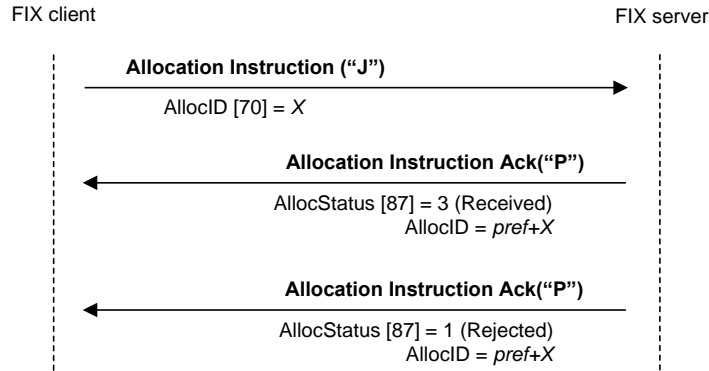 FIX client
FIX server
Allocation Instruction (“J”)
AllocID [70] = X
Allocation Instruction Ack(“P”)
AllocStatus [87] = 3 (Received)
AllocID = pref+X
Allocation Instruction Ack(“P”)
AllocStatus [87] = 1 (Rejected)
AllocID = pref+X